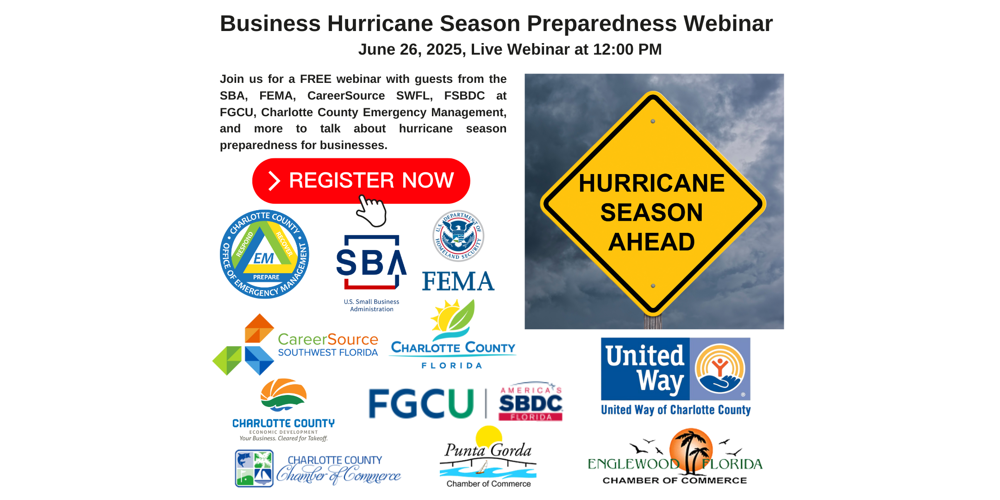 Business Hurricane Season Preparedness Webinar
June 26, 2025, Live Webinar at 12:00 PM
Join us for a FREE webinar with guests from the
SBA, FEMA, CareerSource SWFL, FSBDC at
FGCU, Charlotte County Emergency Management,
and more to talk about hurricane season
preparedness for businesses.
REGISTER NOW
HURRICANE
SEASON
AHEAD
• CHARLOTTE COUNTY •
OFFICE OF EMERGENCY MANAGEMENT
RESPOND
RECOVER
EM
PREPARE
SBA
U.S. Small Business
Administration
U.S. DEPARTMENT OF
HOMELAND SECURITY
FEMA
CareerSource
SOUTHWEST FLORIDA
CHARLOTTE COUNTY
FLORIDA
United
Way
®
United Way of Charlotte County
CHARLOTTE COUNTY
ECONOMIC DEVELOPMENT
Your Business. Cleared for Takeoff.
FGCU
AMERICA'S
SBDC
FLORIDA
CHARLOTTE COUNTY
Chamber of Commerce
Punta Gorda
Chamber of Commerce
ENGLEWOOD FLORIDA
CHAMBER OF COMMERCE